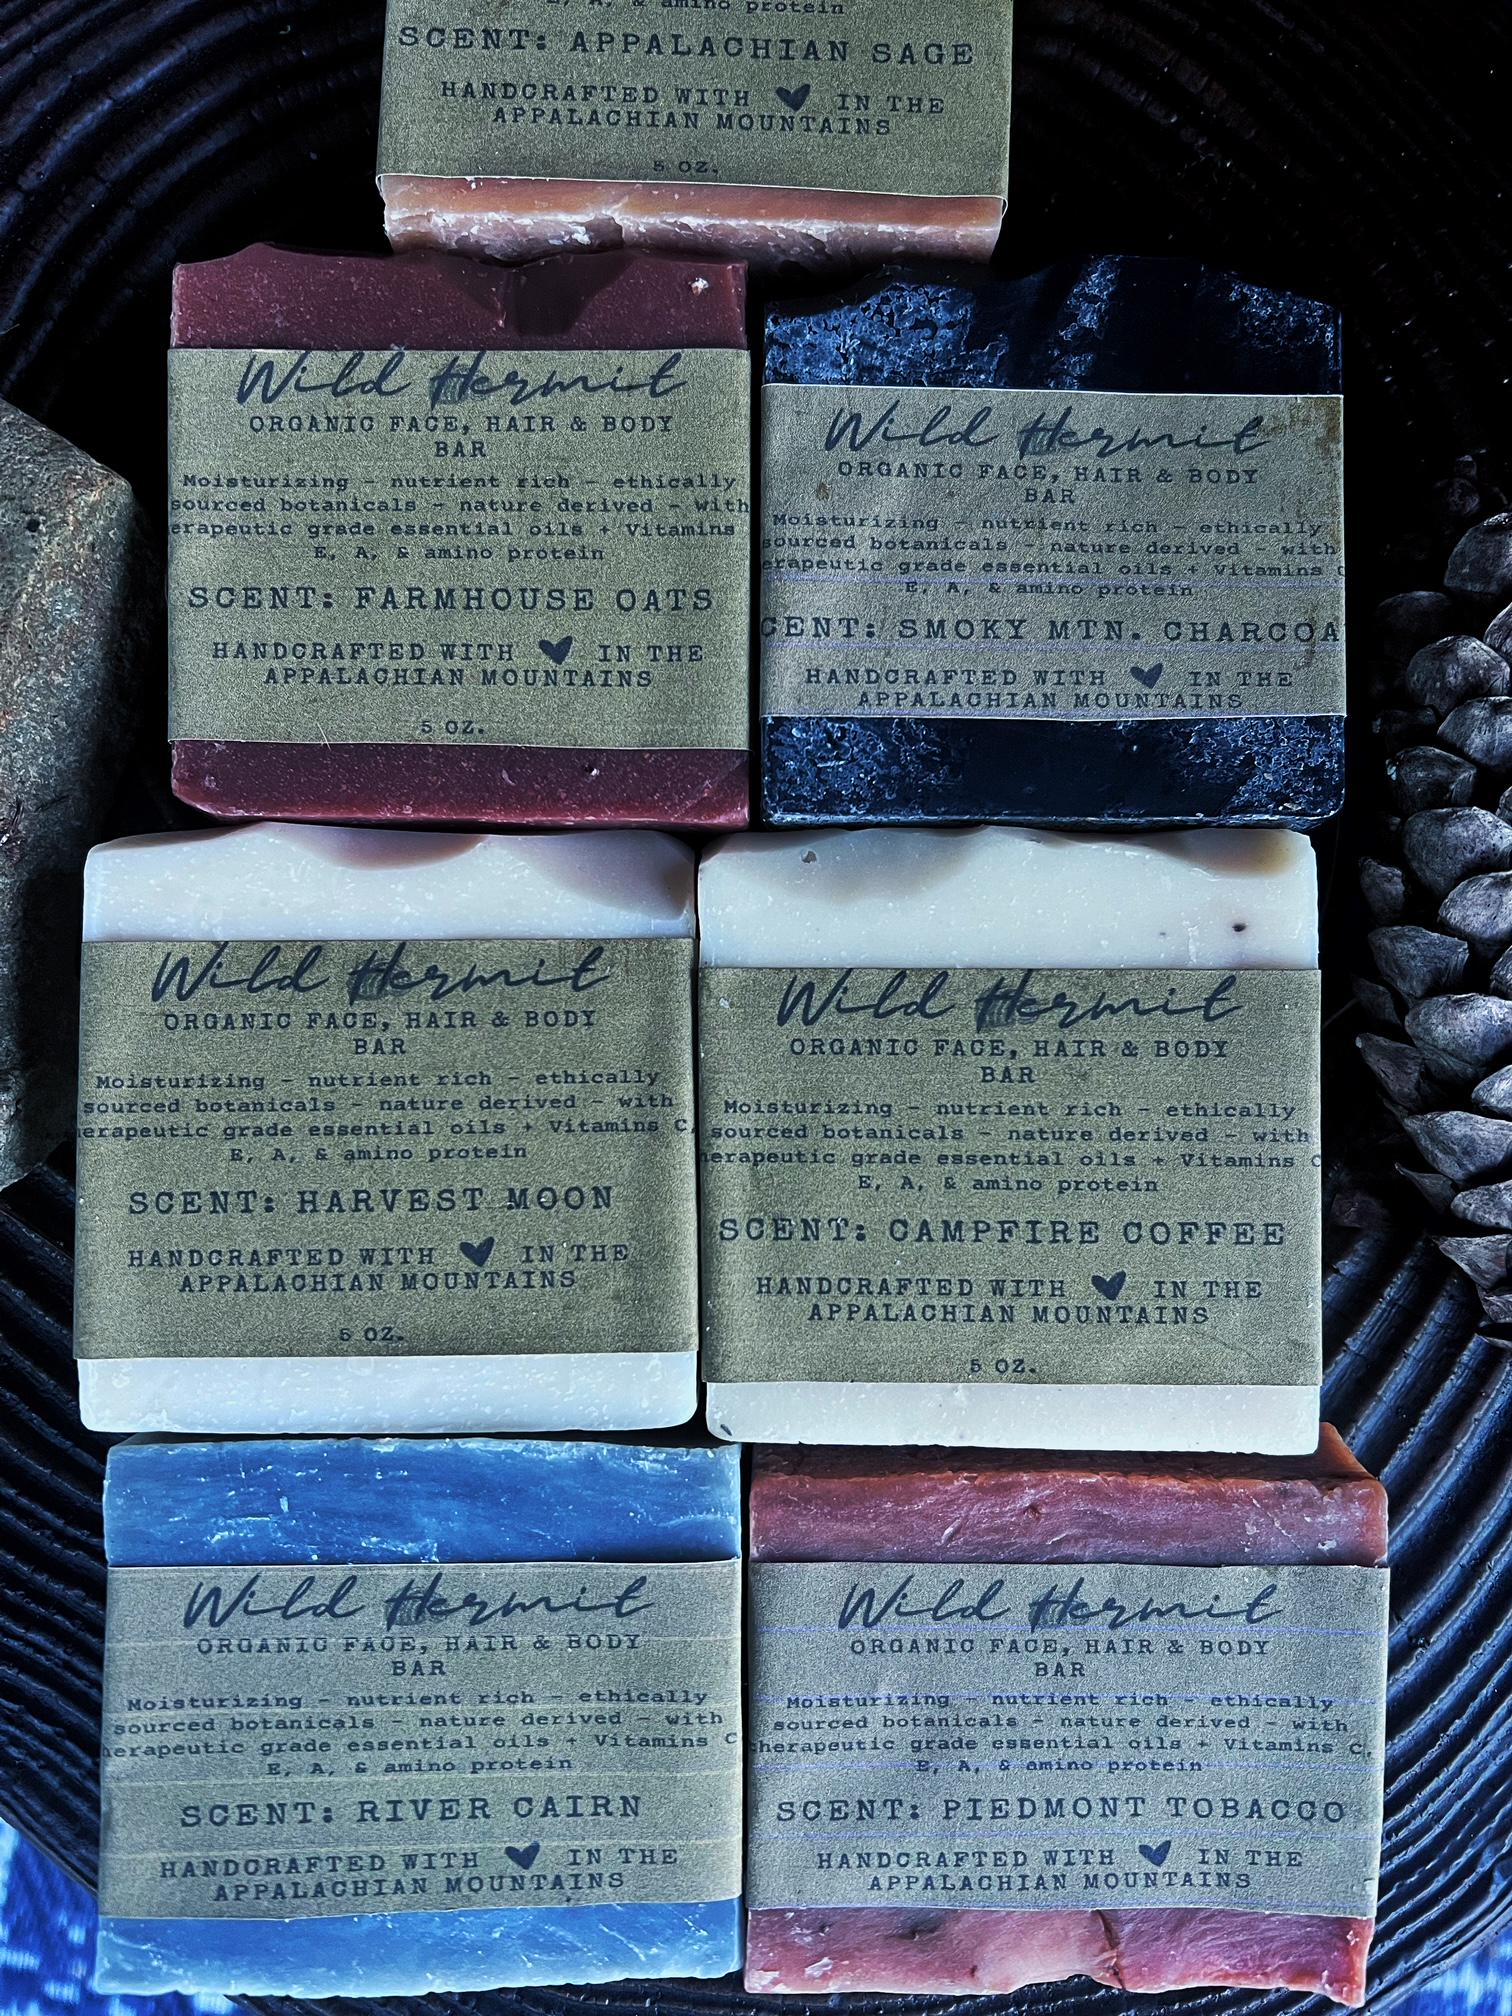 E, A, & amino protein
SCENT: APPALACHIAN SAGE
HANDCRAFTED WITH ♥ IN THE
APPALACHIAN MOUNTAINS
5 OZ.
Wild Hermit
ORGANIC FACE, HAIR & BODY
BAR
Moisturizing - nutrient rich - ethically
sourced botanicals - nature derived - with
erapeutic grade essential oils + Vitamins
E, A, & amino protein
SCENT: FARMHOUSE OATS
HANDCRAFTED WITH ♥ IN THE
APPALACHIAN MOUNTAINS
5 OZ.
Wild Hermit
ORGANIC FACE, HAIR & BODY
BAR
Moisturizing - nutrient rich - ethically
sourced botanicals - nature derived - with
erapeutic grade essential oils + Vitamins C
E, A, & amino protein
CENT: SMOKY MTN. CHARCOA
HANDCRAFTED WITH ♥ IN THE
APPALACHIAN MOUNTAINS
Wild Hermit
ORGANIC FACE, HAIR & BODY
BAR
Moisturizing - nutrient rich - ethically
sourced botanicals - nature derived - with
herapeutic grade essential oils + Vitamins C,
E, A, & amino protein
SCENT: HARVEST MOON
HANDCRAFTED WITH ♥ IN THE
APPALACHIAN MOUNTAINS
5 OZ.
Wild Hermit
ORGANIC FACE, HAIR & BODY
BAR
Moisturizing - nutrient rich - ethically
sourced botanicals - nature derived - with
herapeutic grade essential oils + Vitamins C
E, A, & amino protein
SCENT: CAMPFIRE COFFEE
HANDCRAFTED WITH ♥ IN THE
APPALACHIAN MOUNTAINS
5 OZ.
Wild Hermit
ORGANIC FACE, HAIR & BODY
BAR
Moisturizing - nutrient rich - ethically
sourced botanicals - nature derived - with
herapeutic grade essential oils + Vitamins C
E, A, & amino protein
SCENT: RIVER CAIRN
HANDCRAFTED WITH ♥ IN THE
APPALACHIAN MOUNTAINS
Wild Hermit
ORGANIC FACE, HAIR & BODY
BAR
Moisturizing - nutrient rich - ethically
sourced botanicals - nature derived - with
therapeutic grade essential oils + Vitamins C,
E, A, & amino protein
SCENT: PIEDMONT TOBACCO
HANDCRAFTED WITH ♥ IN THE
APPALACHIAN MOUNTAINS